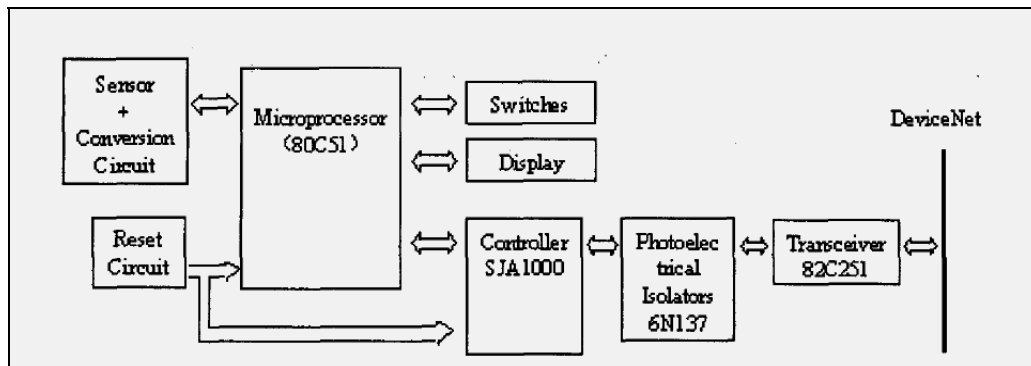 Sensor
+
Conversion
Circuit
Microprocessor
(80C51)
Switches
Display
DeviceNet
Reset
Circuit
Controller
SJA1000
Photoelec
trical
Isolators
6N137
Transceiver
82C251